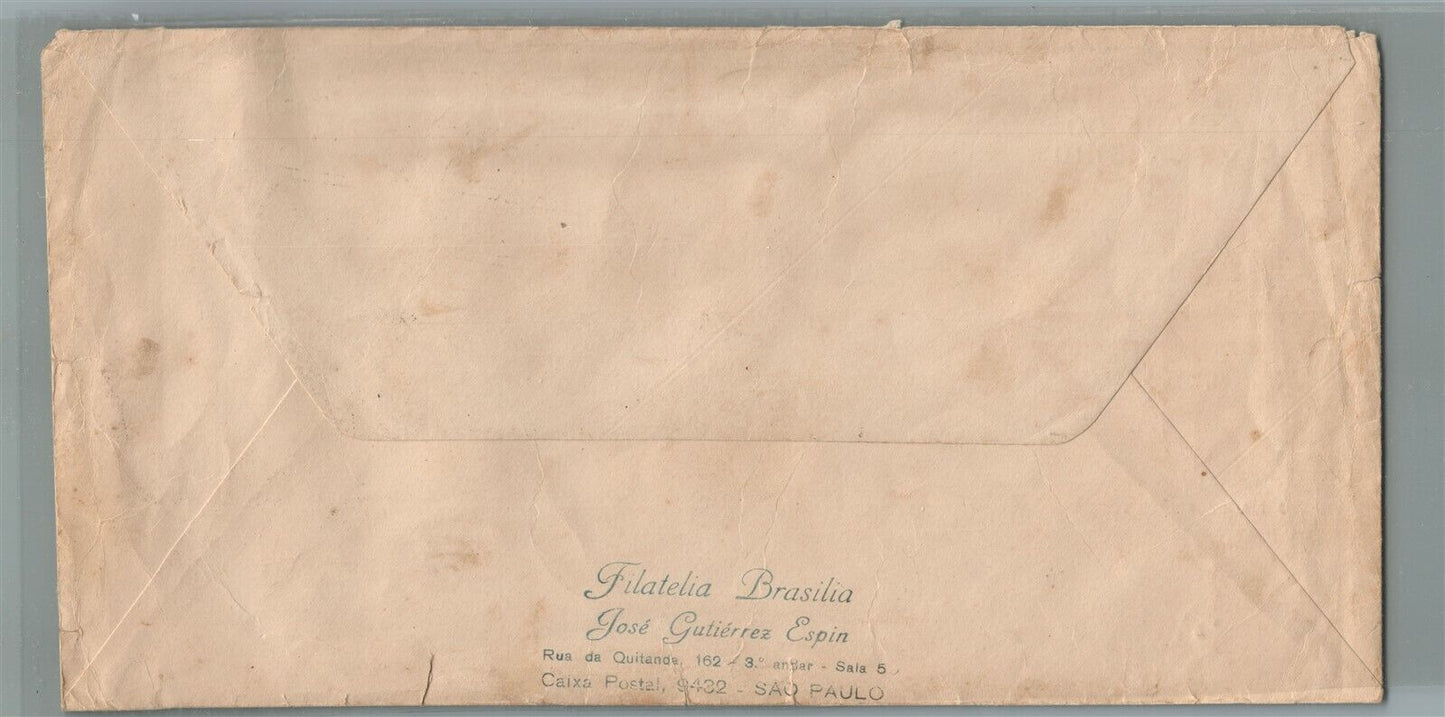 Filatelia Brasilia
José Gutiérrez Espin
Rua da Quitanda, 162 - 3.º andar - Sala 5
Caixa Postal, 9432 - SÃO PAULO